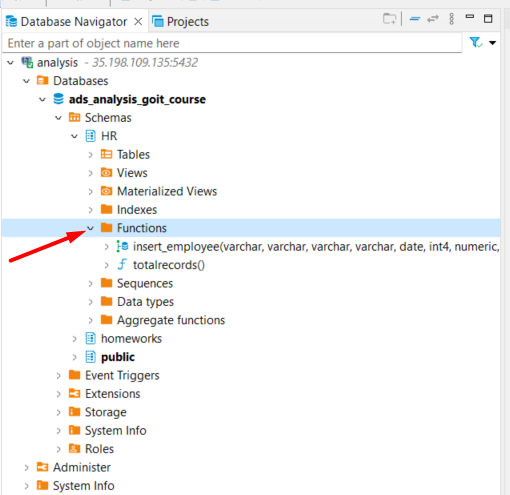 Database Navigator
Projects
Enter a part of object name here
analysis - 35.198.109.135:5432
Databases
ads_analysis_goit_course
Schemas
HR
Tables
Views
Materialized Views
Indexes
Functions
insert_employee(varchar, varchar, varchar, varchar, date, int4, numeric,
totalrecords()
Sequences
Data types
Aggregate functions
homeworks
public
Event Triggers
Extensions
Storage
System Info
Roles
Administer
System Info